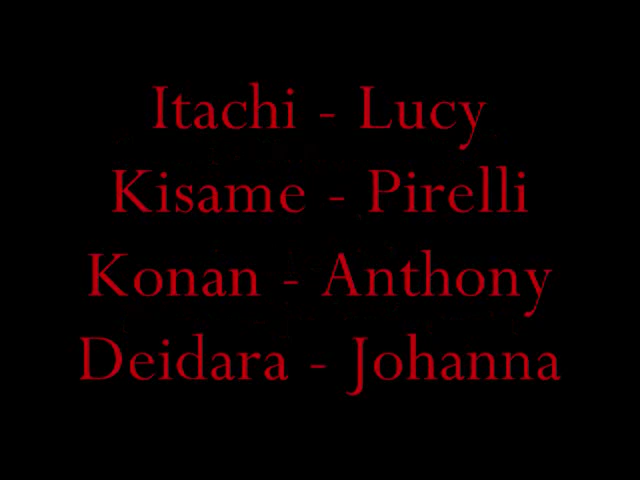 Itachi - Lucy
Kisame - Pirelli
Konan - Anthony
Deidara - Johanna